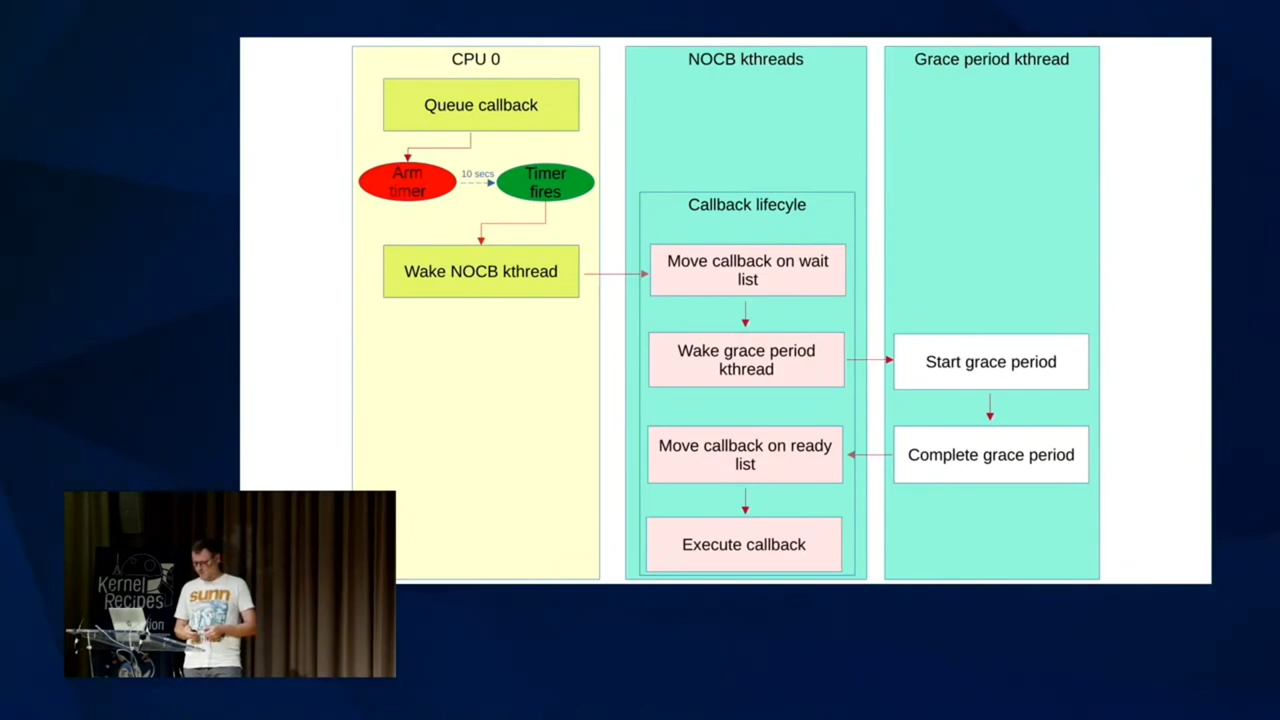 CPU 0
Queue callback
Arm
timer
10 secs
Timer
fires
Wake NOCB kthread
NOCB kthreads
Callback lifecyle
Move callback on wait
list
Wake grace period
kthread
Move callback on ready
list
Execute callback
Grace period kthread
Start grace period
Complete grace period
Kernel
Recipes
sunn